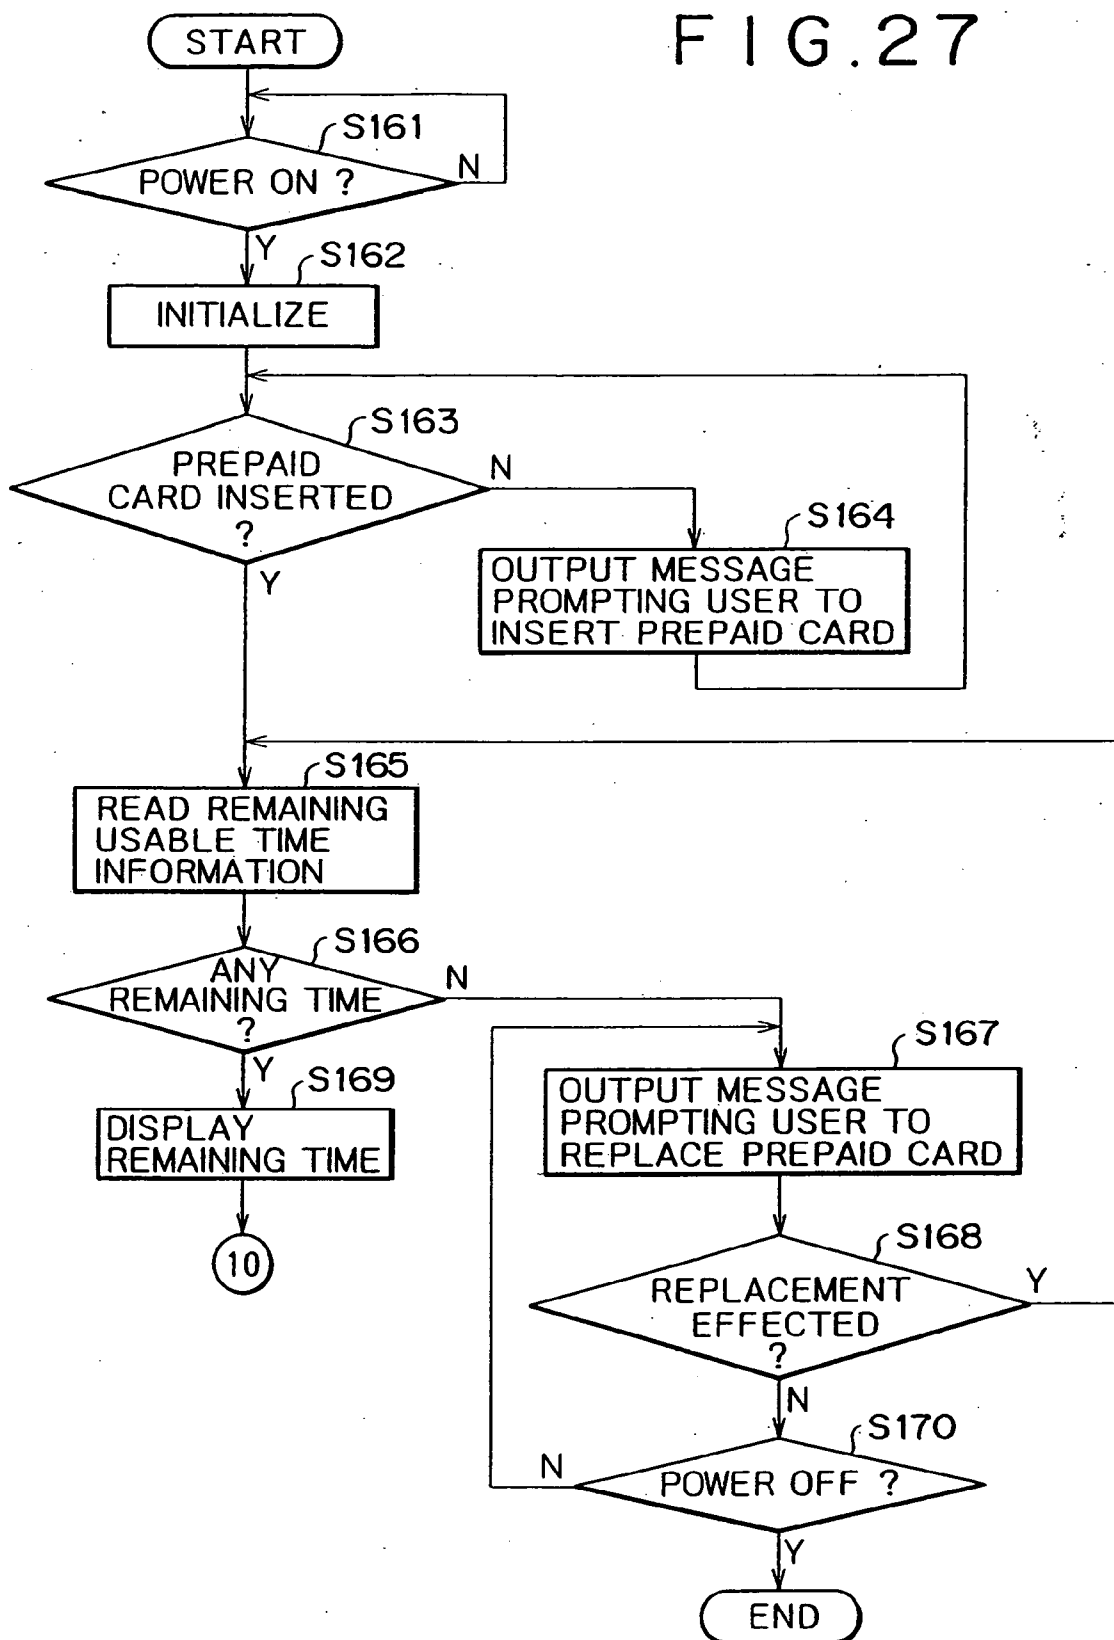 FIG.27
START
S161
POWER ON ?
N
Y
S162
INITIALIZE
S163
PREPAID
CARD INSERTED
?
N
Y
S164
OUTPUT MESSAGE
PROMPTING USER TO
INSERT PREPAID CARD
S165
READ REMAINING
USABLE TIME
INFORMATION
S166
ANY
REMAINING TIME
?
N
Y
S167
OUTPUT MESSAGE
PROMPTING USER TO
REPLACE PREPAID CARD
S169
DISPLAY
REMAINING TIME
10
S168
REPLACEMENT
EFFECTED
?
Y
N
S170
POWER OFF ?
N
Y
END